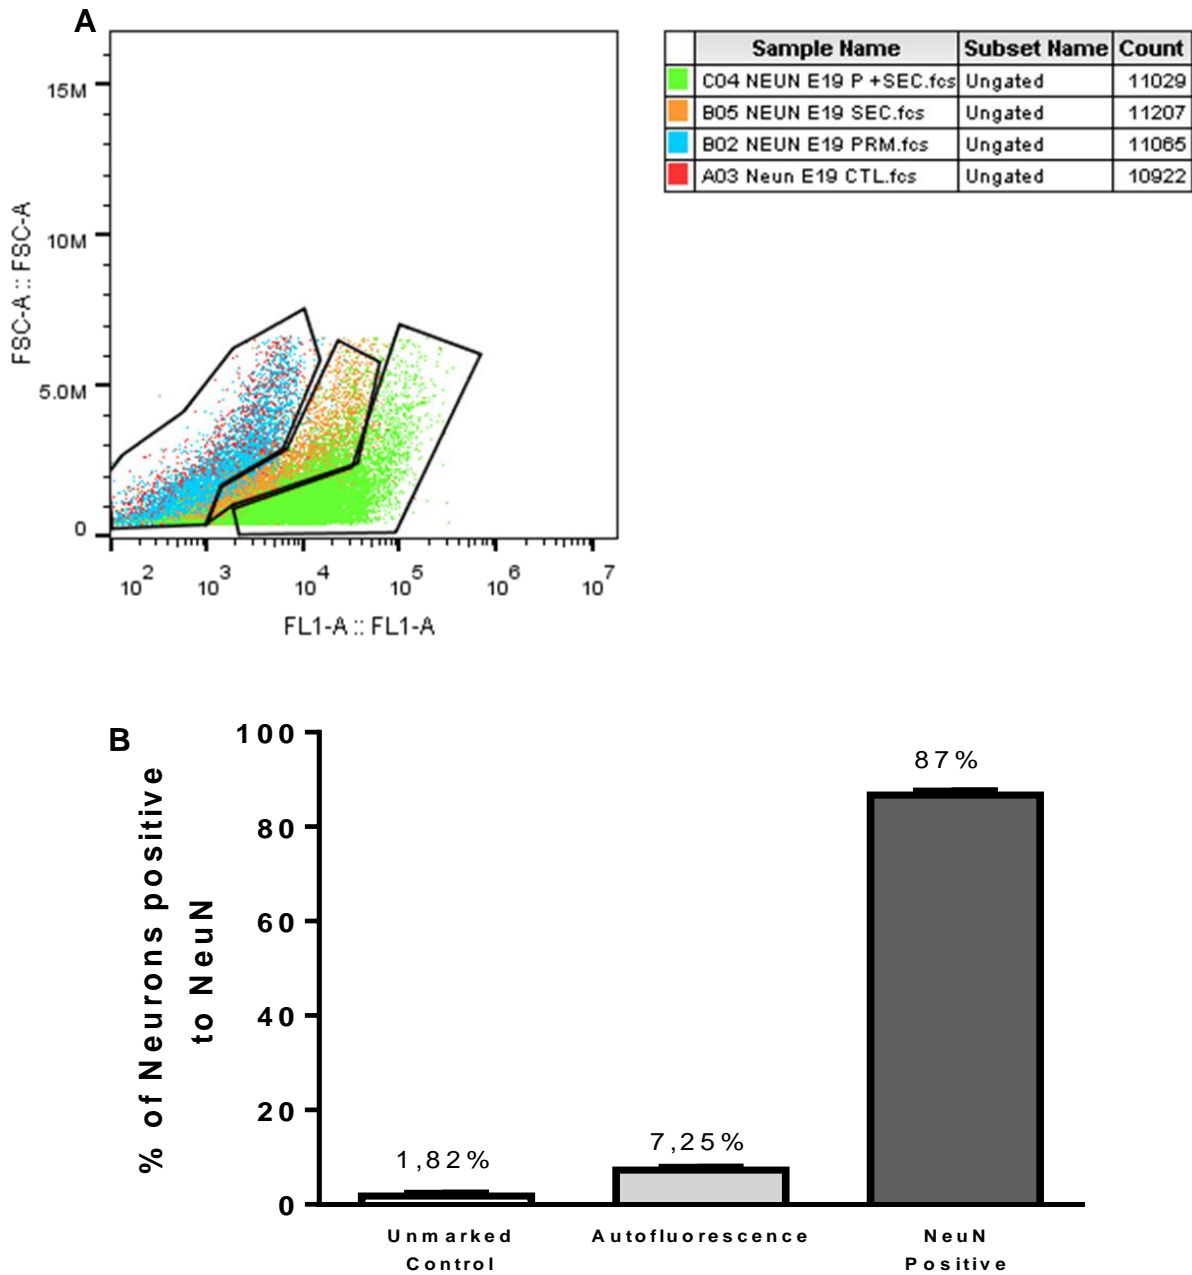 A
15M
10M
5.0M
0
FSC-A :: FSC-A
10^2 10^3 10^4 10^5 10^6 10^7
FL1-A :: FL1-A
Sample Name Subset Name Count
C04 NEUN E19 P +SEC.fcs Ungated 11029
B05 NEUN E19 SEC.fcs Ungated 11207
B02 NEUN E19 PRM.fcs Ungated 11065
A03 Neun E19 CTL.fcs Ungated 10922
B
% of Neurons positive
to NeuN
100
80
60
40
20
0
1,82%
7,25%
87%
Unmarked
Control
Autofluorescence
NeuN
Positive